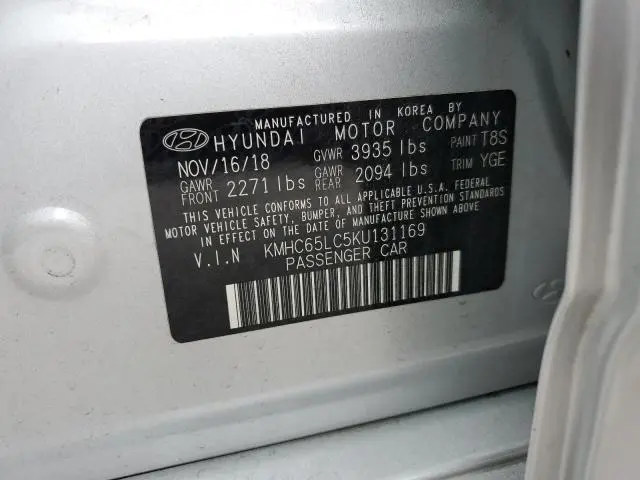 MANUFACTURED IN KOREA BY
HYUNDAI MOTOR COMPANY
NOV/16/18 GVWR 3935 lbs PAINT T8S
GAWR FRONT 2271 lbs GAWR REAR 2094 lbs TRIM YGE
THIS VEHICLE CONFORMS TO ALL APPLICABLE U.S.A. FEDERAL
MOTOR VEHICLE SAFETY, BUMPER, AND THEFT PREVENTION STANDARDS
IN EFFECT ON THE DATE OF MANUFACTURE SHOWN ABOVE.
V.I.N KMHC65LC5KU131169
PASSENGER CAR